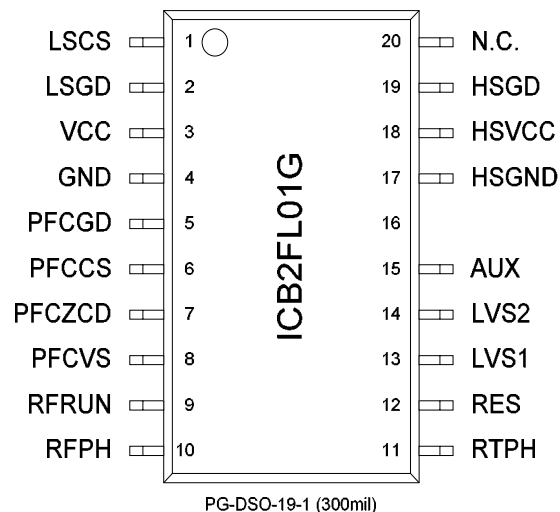 LSCS 1 20 N.C.
LSGD 2 19 HSGD
VCC 3 18 HSVCC
GND 4 17 HSGND
PFCGD 5 16
PFCCS 6 15 AUX
PFCZCD 7 14 LVS2
PFCVS 8 13 LVS1
RFRUN 9 12 RES
RFPH 10 11 RTPH
ICB2FL01G
PG-DSO-19-1 (300mil)